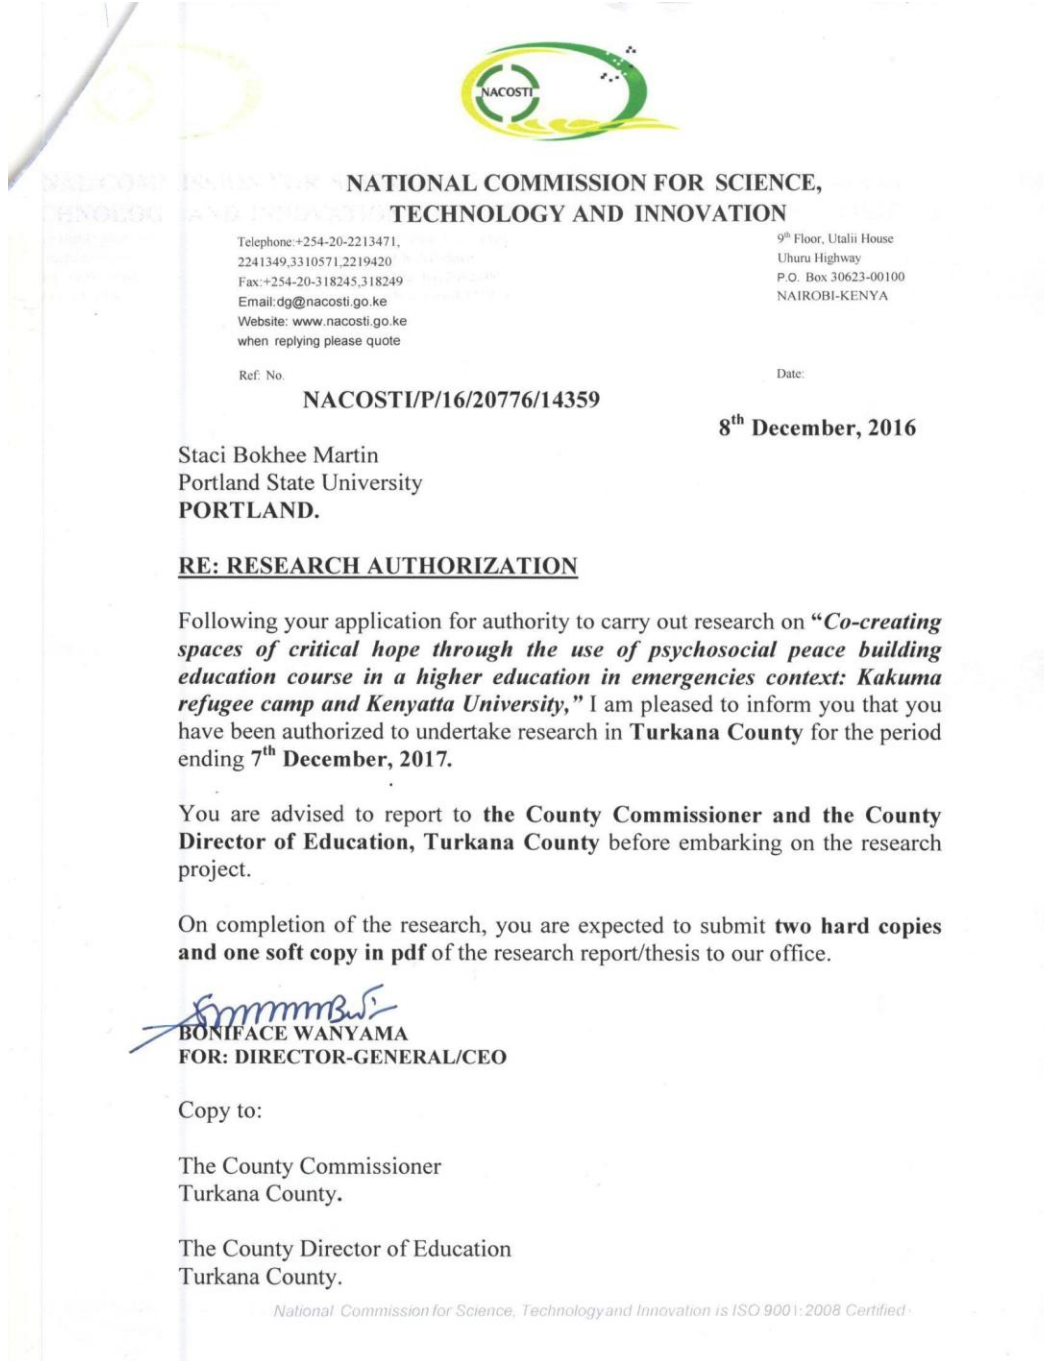 NACOSTI
NATIONAL COMMISSION FOR SCIENCE,
TECHNOLOGY AND INNOVATION
Telephone:+254-20-2213471,
2241349,3310571,2219420
Fax:+254-20-318245,318249
Email:dg@nacosti.go.ke
Website: www.nacosti.go.ke
when replying please quote
9th Floor, Utalii House
Uhuru Highway
P.O. Box 30623-00100
NAIROBI-KENYA
Ref: No.
Date:
NACOSTI/P/16/20776/14359
8th December, 2016
Staci Bokhee Martin
Portland State University
PORTLAND.
RE: RESEARCH AUTHORIZATION
Following your application for authority to carry out research on “Co-creating
spaces of critical hope through the use of psychosocial peace building
education course in a higher education in emergencies context: Kakuma
refugee camp and Kenyatta University,” I am pleased to inform you that you
have been authorized to undertake research in Turkana County for the period
ending 7th December, 2017.
You are advised to report to the County Commissioner and the County
Director of Education, Turkana County before embarking on the research
project.
On completion of the research, you are expected to submit two hard copies
and one soft copy in pdf of the research report/thesis to our office.
BONIFACE WANYAMA
FOR: DIRECTOR-GENERAL/CEO
Copy to:
The County Commissioner
Turkana County.
The County Director of Education
Turkana County.
National Commission for Science, Technology and Innovation is ISO 9001:2008 Certified